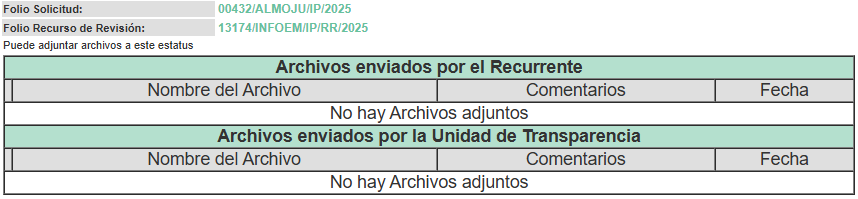 Folio Solicitud: 00432/ALMOJU/IP/2025
Folio Recurso de Revisión: 13174/INFOEM/IP/RR/2025
Puede adjuntar archivos a este estatus
Archivos enviados por el Recurrente
Nombre del Archivo Comentarios Fecha
No hay Archivos adjuntos
Archivos enviados por la Unidad de Transparencia
Nombre del Archivo Comentarios Fecha
No hay Archivos adjuntos